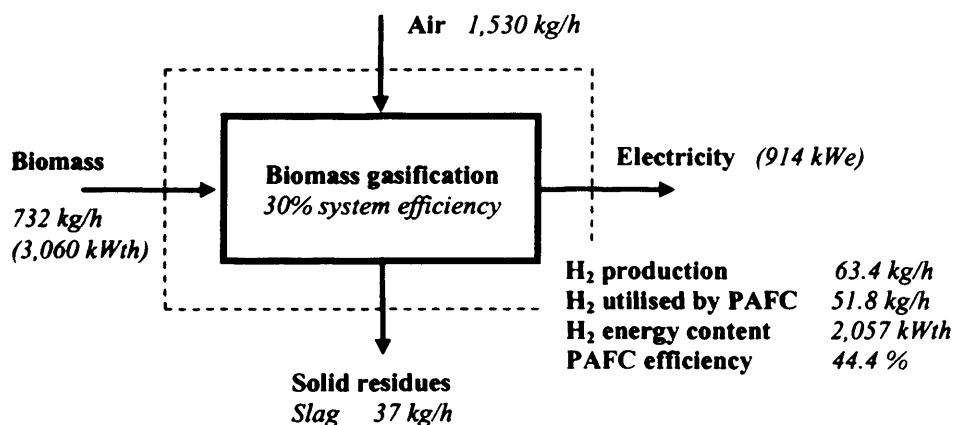 Air 1,530 kg/h
Biomass
732 kg/h
(3,060 kWth)
Biomass gasification
30% system efficiency
Electricity (914 kWe)
H₂ production 63.4 kg/h
H₂ utilised by PAFC 51.8 kg/h
H₂ energy content 2,057 kWth
PAFC efficiency 44.4 %
Solid residues
Slag 37 kg/h